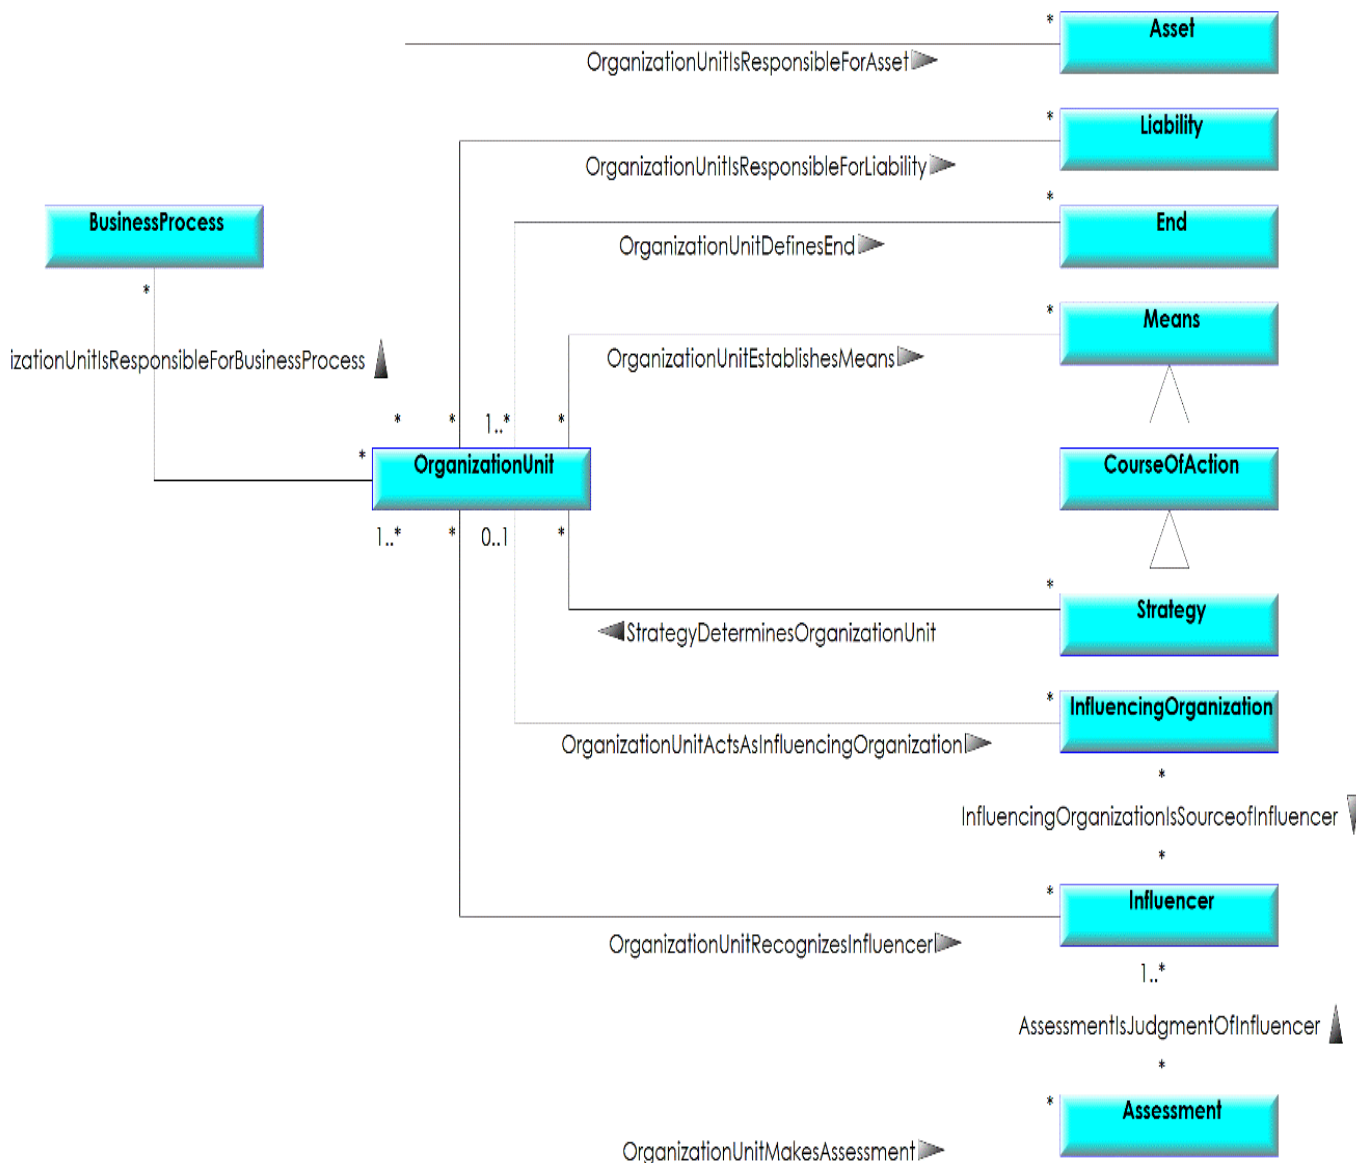 * Asset
OrganizationUnitIsResponsibleForAsset
* Liability
OrganizationUnitIsResponsibleForLiability
* End
BusinessProcess
OrganizationUnitDefinesEnd
*
* Means
izationUnitIsResponsibleForBusinessProcess
OrganizationUnitEstablishesMeans
* * 1..* *
* OrganizationUnit
CourseOfAction
1..* * 0..1 *
* Strategy
StrategyDeterminesOrganizationUnit
* InfluencingOrganization
OrganizationUnitActsAsInfluencingOrganization
*
InfluencingOrganizationIsSourceofInfluencer
*
* Influencer
OrganizationUnitRecognizesInfluencer
1..*
AssessmentIsJudgmentOfInfluencer
*
* Assessment
OrganizationUnitMakesAssessment